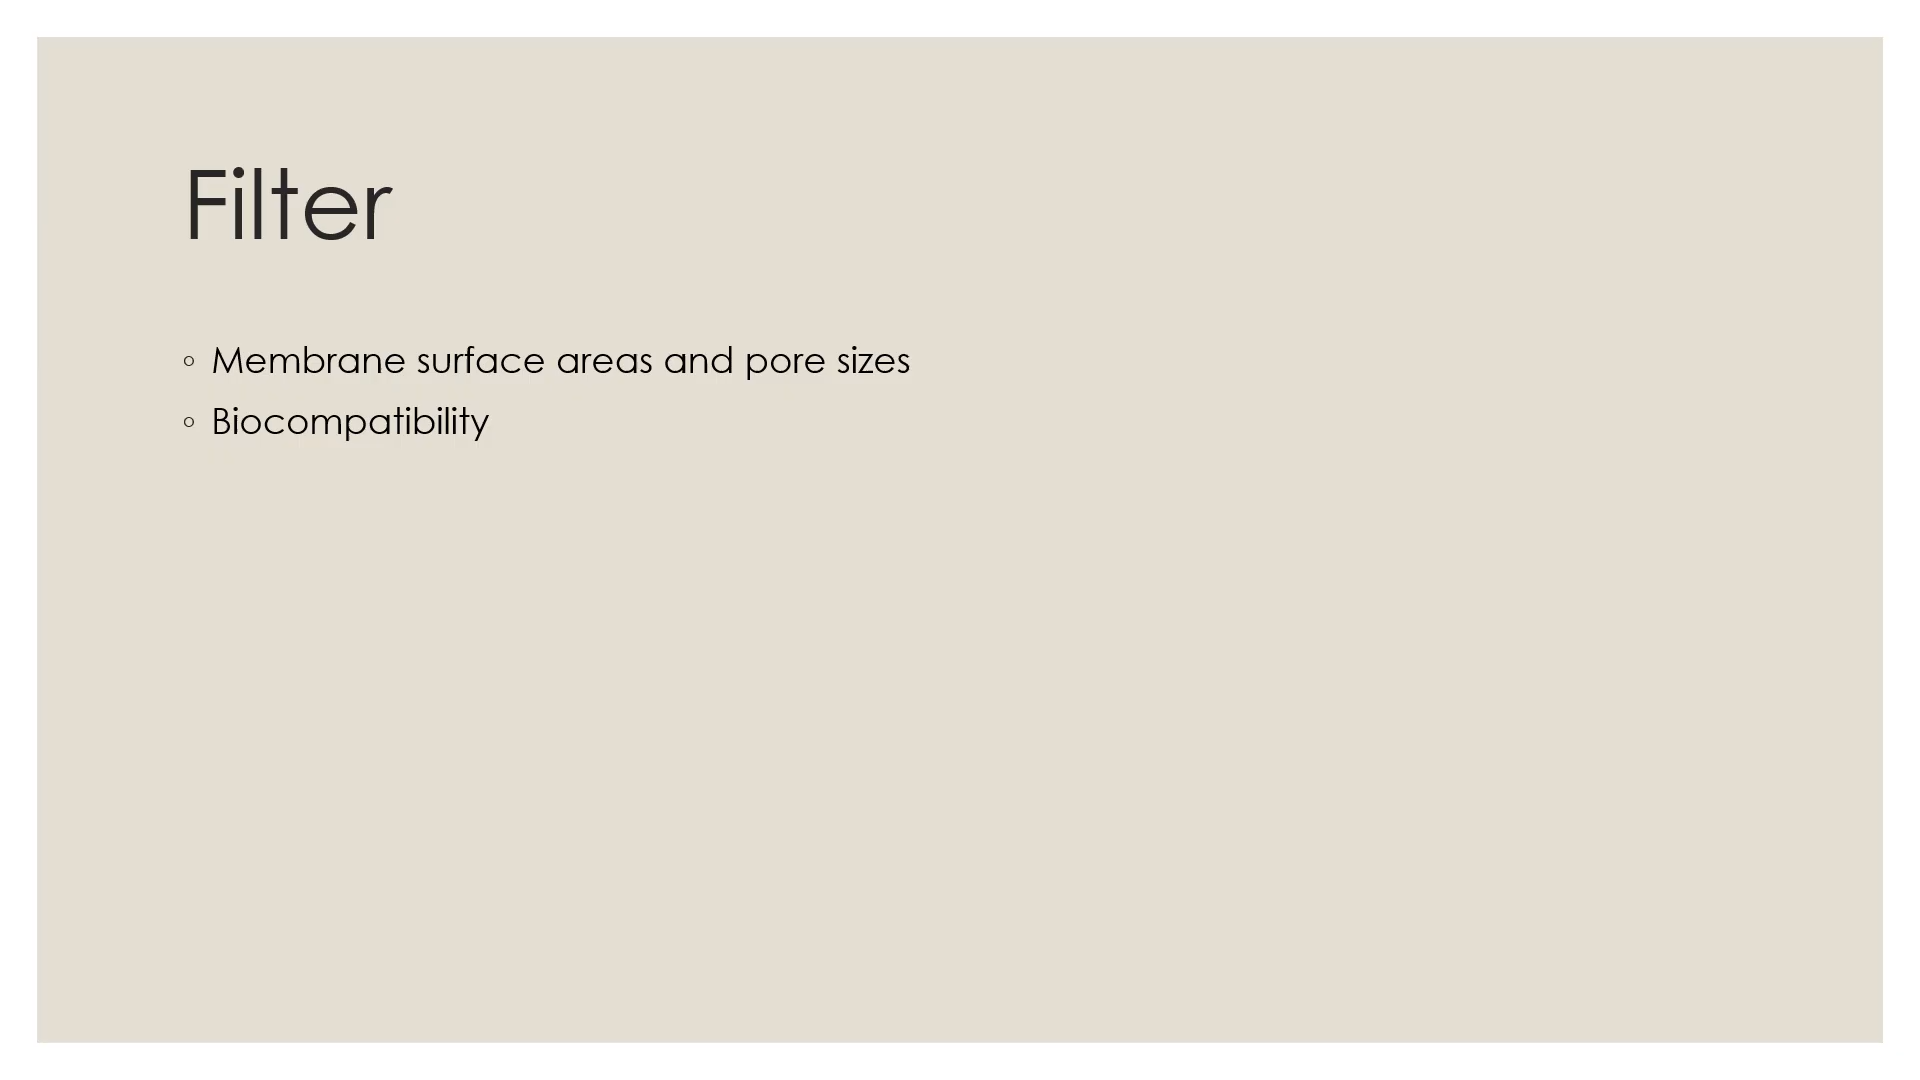 Filter
◦ Membrane surface areas and pore sizes
◦ Biocompatibility